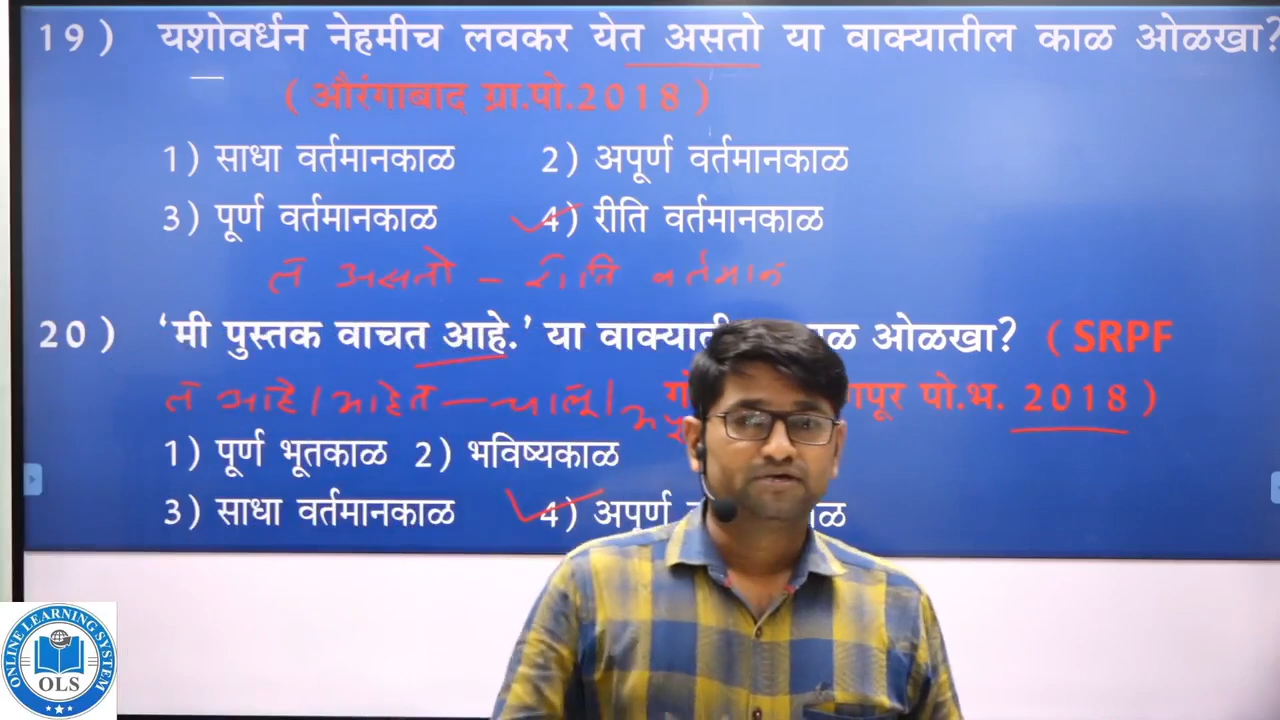 19) यशोवर्धन नेहमीच लवकर येत असतो या वाक्यातील काळ ओळखा?
( औरंगाबाद ग्रा.पो.2018 )
1) साधा वर्तमानकाळ 2) अपूर्ण वर्तमानकाळ
3) पूर्ण वर्तमानकाळ 4) रीति वर्तमानकाळ
त असतो – रीति वर्तमान
20) ‘मी पुस्तक वाचत आहे.’ या काळ ओळखा? ( SRPF
त आहे / आहेत – चालू /
पो.भ. 2018 )
1) पूर्ण भूतकाळ 2) भविष्यकाळ
3) साधा वर्तमानकाळ 4) अपूर्ण
ONLINE LEARNING SYSTEM
OLS